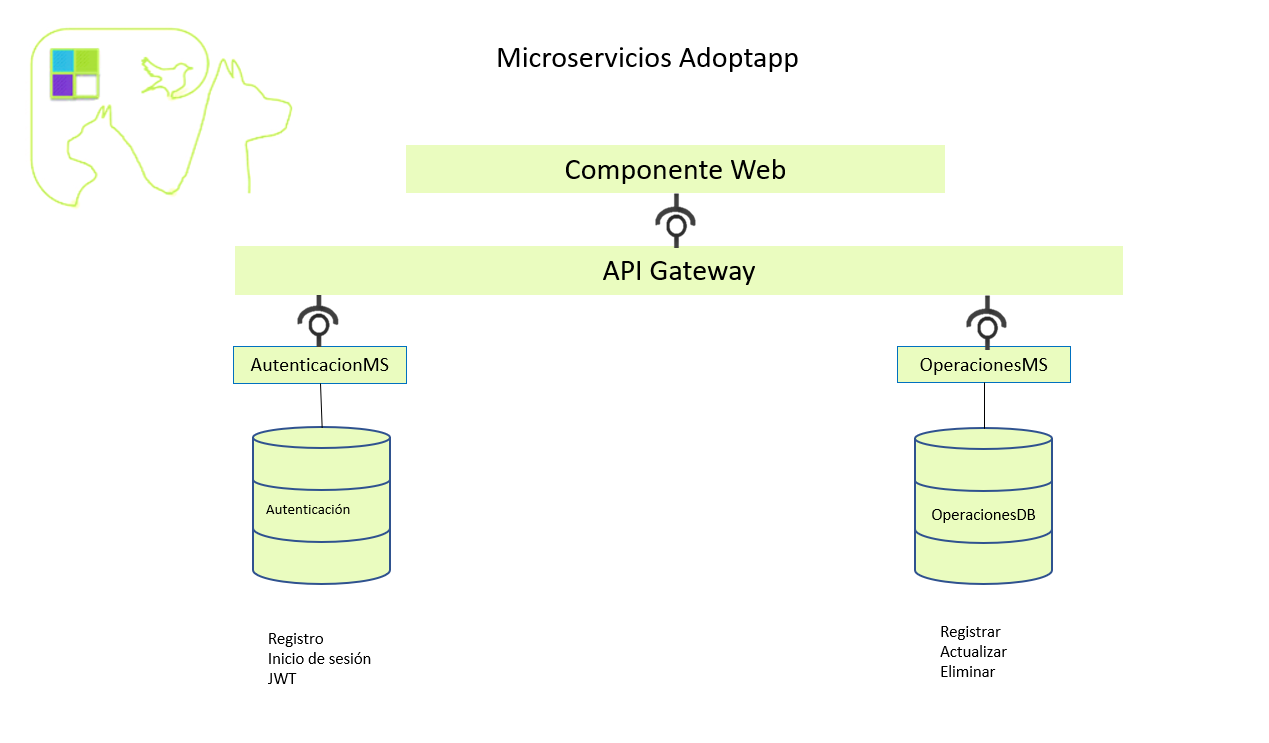 Microservicios Adoptapp
Componente Web
API Gateway
AutenticacionMS
OperacionesMS
Autenticación
OperacionesDB
Registro
Inicio de sesión
JWT
Registrar
Actualizar
Eliminar